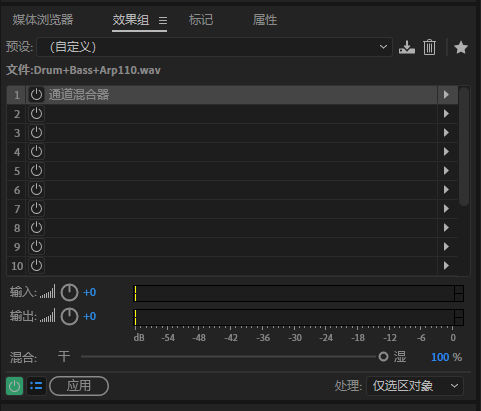 媒体浏览器 效果组 标记 属性
预设: (自定义)
文件:Drum+Bass+Arp110.wav
1 通道混合器
2
3
4
5
6
7
8
9
10
输入: +0
输出: +0
dB -54 -48 -42 -36 -30 -24 -18 -12 -6 0
混合: 干 湿 100 %
应用 处理: 仅选区对象